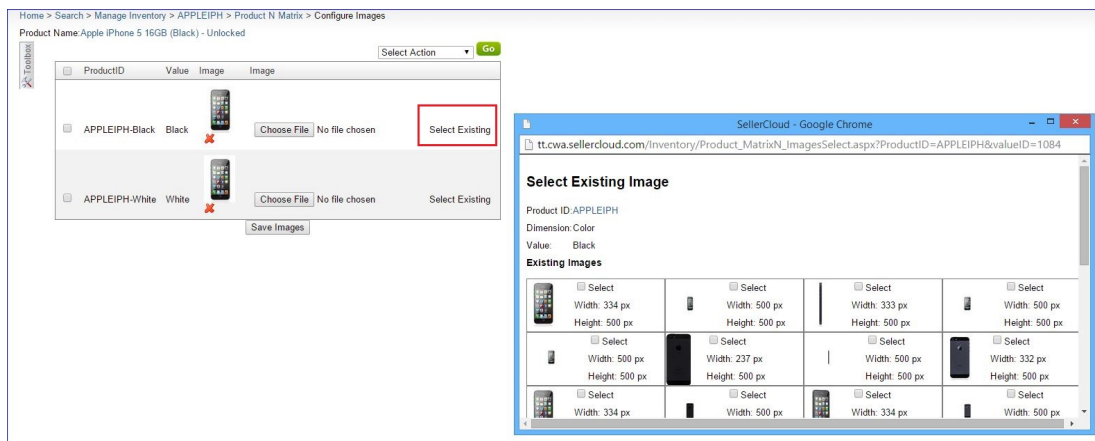 Home > Search > Manage Inventory > APPLEIPH > Product N Matrix > Configure Images
Product Name:Apple iPhone 5 16GB (Black) - Unlocked
Toolbox
Select Action Go
ProductID Value Image Image
APPLEIPH-Black Black Choose File No file chosen Select Existing
APPLEIPH-White White Choose File No file chosen Select Existing
Save Images
SellerCloud - Google Chrome
tt.cwa.sellercloud.com/Inventory/Product_MatrixN_ImagesSelect.aspx?ProductID=APPLEIPH&valueID=1084
Select Existing Image
Product ID:APPLEIPH
Dimension:Color
Value: Black
Existing Images
Select Select Select Select
Width: 334 px Width: 500 px Width: 333 px Width: 500 px
Height: 500 px Height: 500 px Height: 500 px Height: 500 px
Select Select Select Select
Width: 500 px Width: 237 px Width: 500 px Width: 332 px
Height: 500 px Height: 500 px Height: 500 px Height: 500 px
Select Select Select Select
Width: 334 px Width: 500 px Width: 334 px Width: 500 px